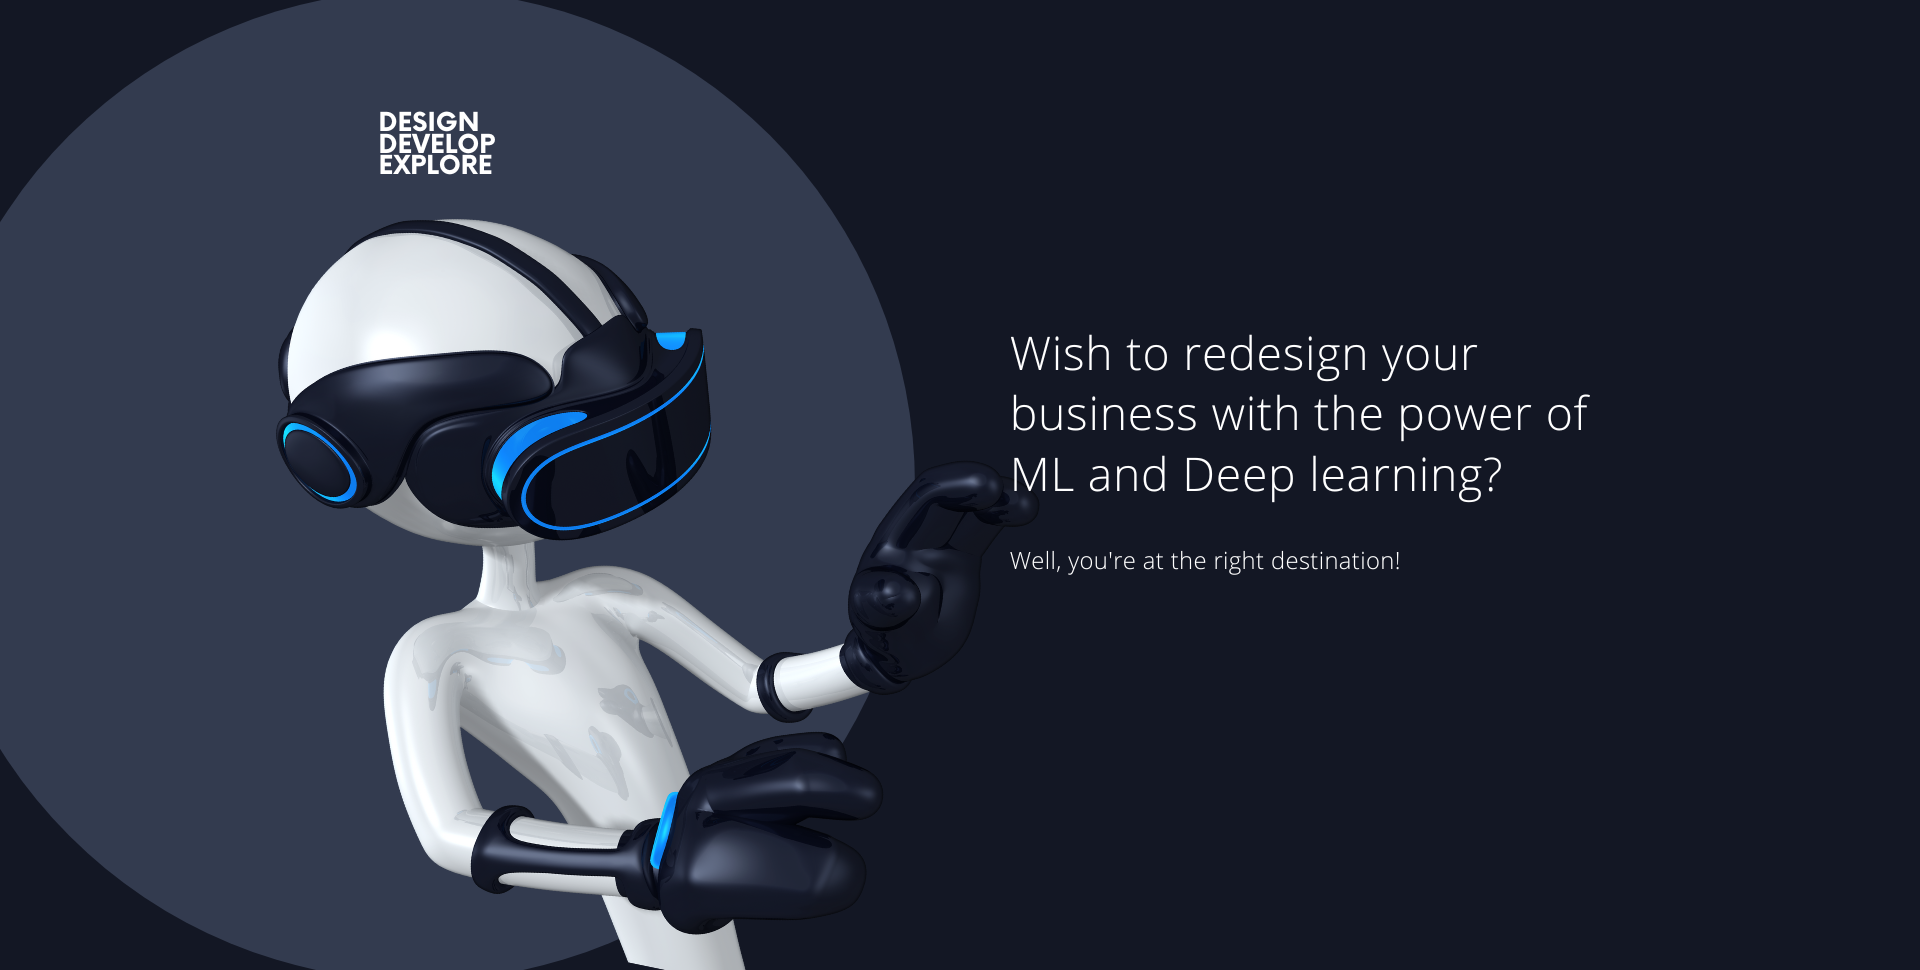 DESIGN
DEVELOP
EXPLORE
Wish to redesign your
business with the power of
ML and Deep learning?
Well, you're at the right destination!